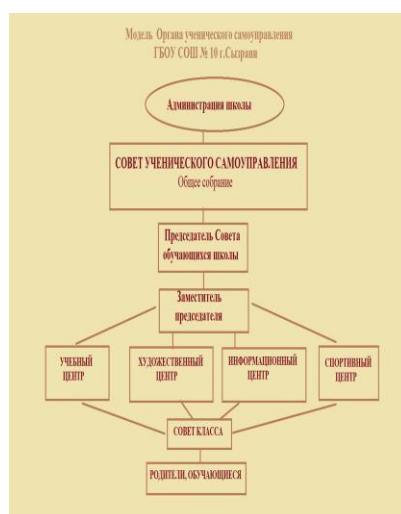 Модель Органа ученического самоуправления
ГБОУ СОШ № 10 г.Сызрани
Администрация школы
СОВЕТ УЧЕНИЧЕСКОГО САМОУПРАВЛЕНИЯ
Общее собрание
Председатель Совета
обучающихся школы
Заместитель
председателя
УЧЕБНЫЙ
ЦЕНТР
ХУДОЖЕСТВЕННЫЙ
ЦЕНТР
ИНФОРМАЦИОННЫЙ
ЦЕНТР
СПОРТИВНЫЙ
ЦЕНТР
СОВЕТ КЛАССА
РОДИТЕЛИ, ОБУЧАЮЩИЕСЯ